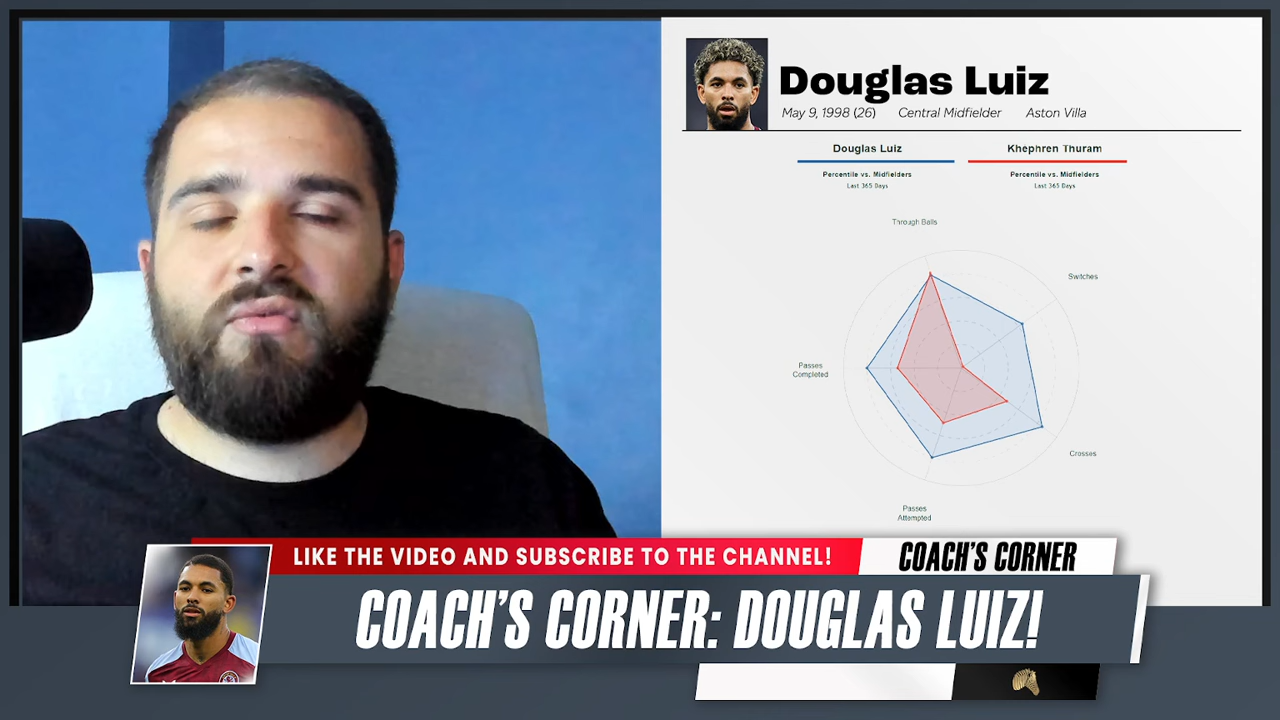 Douglas Luiz
May 9, 1998 (26) Central Midfielder Aston Villa
Douglas Luiz Khephren Thuram
Percentile vs. Midfielders Percentile vs. Midfielders
Last 365 Days Last 365 Days
Through Balls
Switches
Passes
Completed
Crosses
Passes
Attempted
LIKE THE VIDEO AND SUBSCRIBE TO THE CHANNEL!
COACH'S CORNER
COACH'S CORNER: DOUGLAS LUIZ!